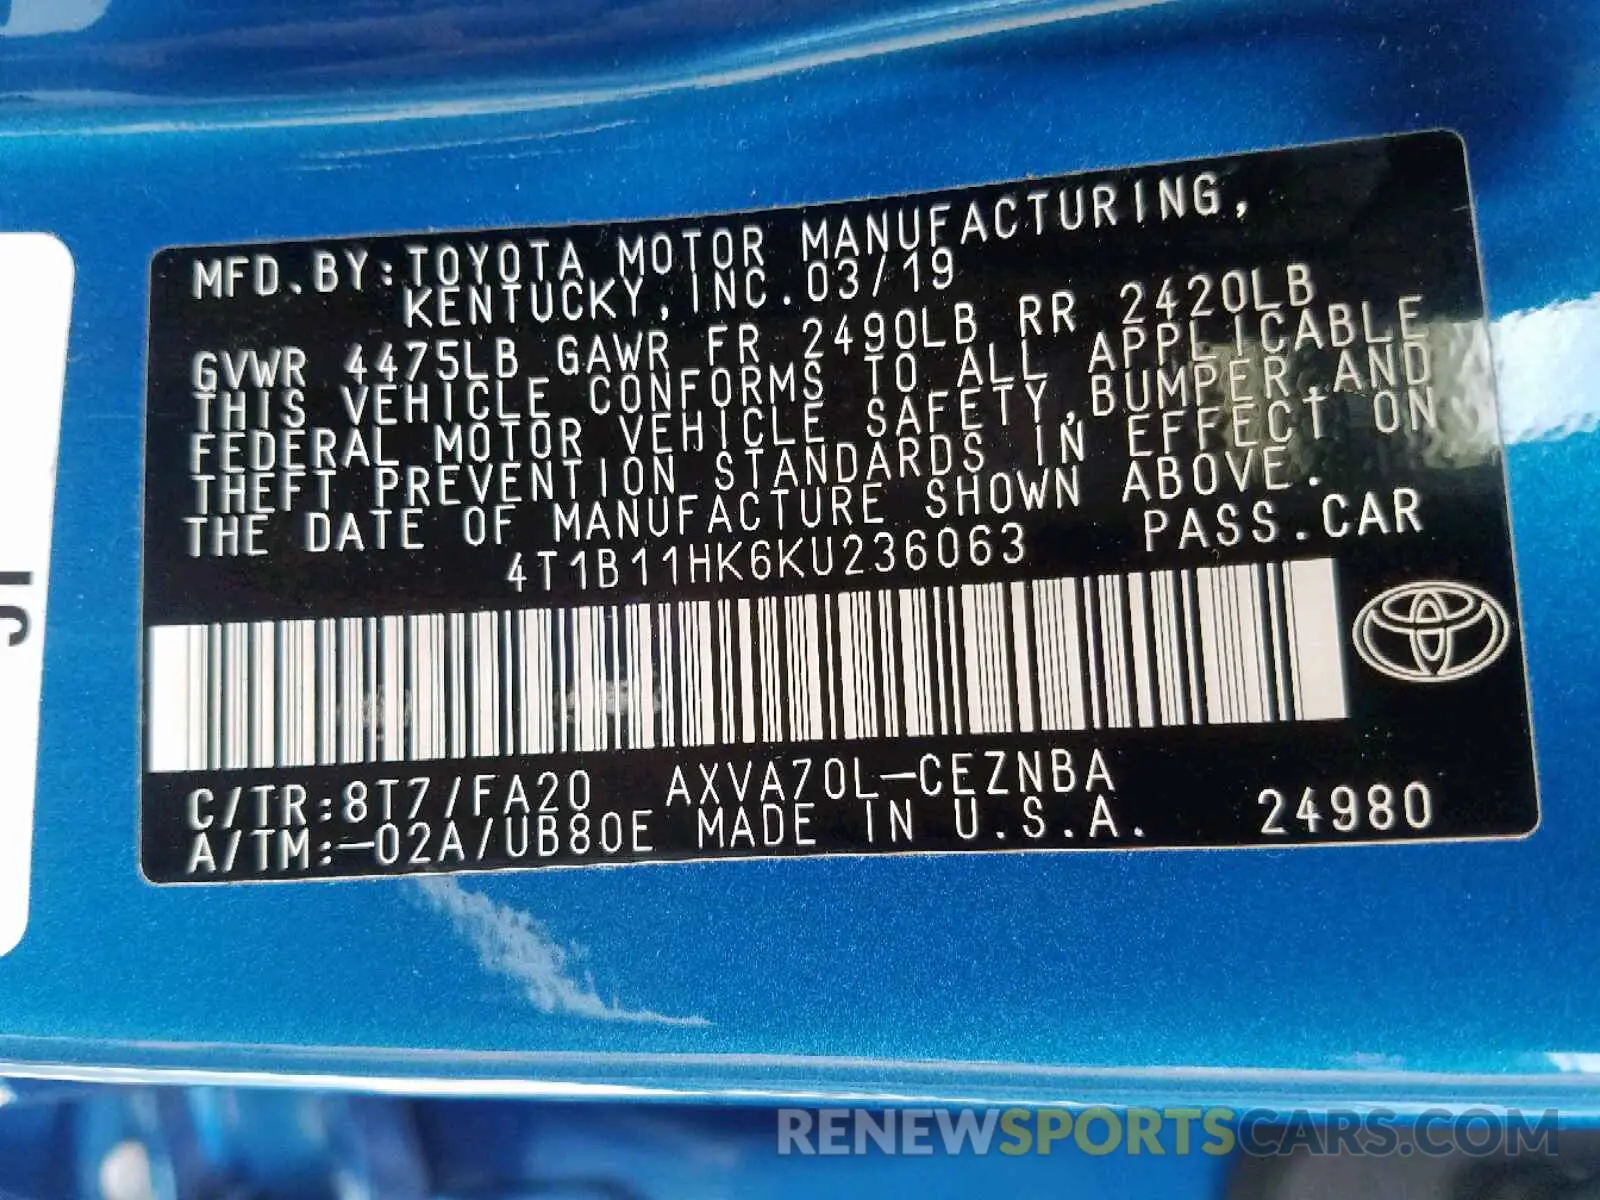 MFD.BY:TOYOTA MOTOR MANUFACTURING,
KENTUCKY,INC.03/19
GVWR 4475LB GAWR FR 2490LB RR 2420LB
THIS VEHICLE CONFORMS TO ALL APPLICABLE
FEDERAL MOTOR VEHICLE SAFETY,BUMPER,AND
THEFT PREVENTION STANDARDS IN EFFECT ON
THE DATE OF MANUFACTURE SHOWN ABOVE.
4T1B11HK6KU236063 PASS.CAR
C/TR:8T7/FA20 AXVA70L-CEZNBA
A/TM:-02A/UB80E MADE IN U.S.A. 24980
RENEWSPORTSCARS.COM